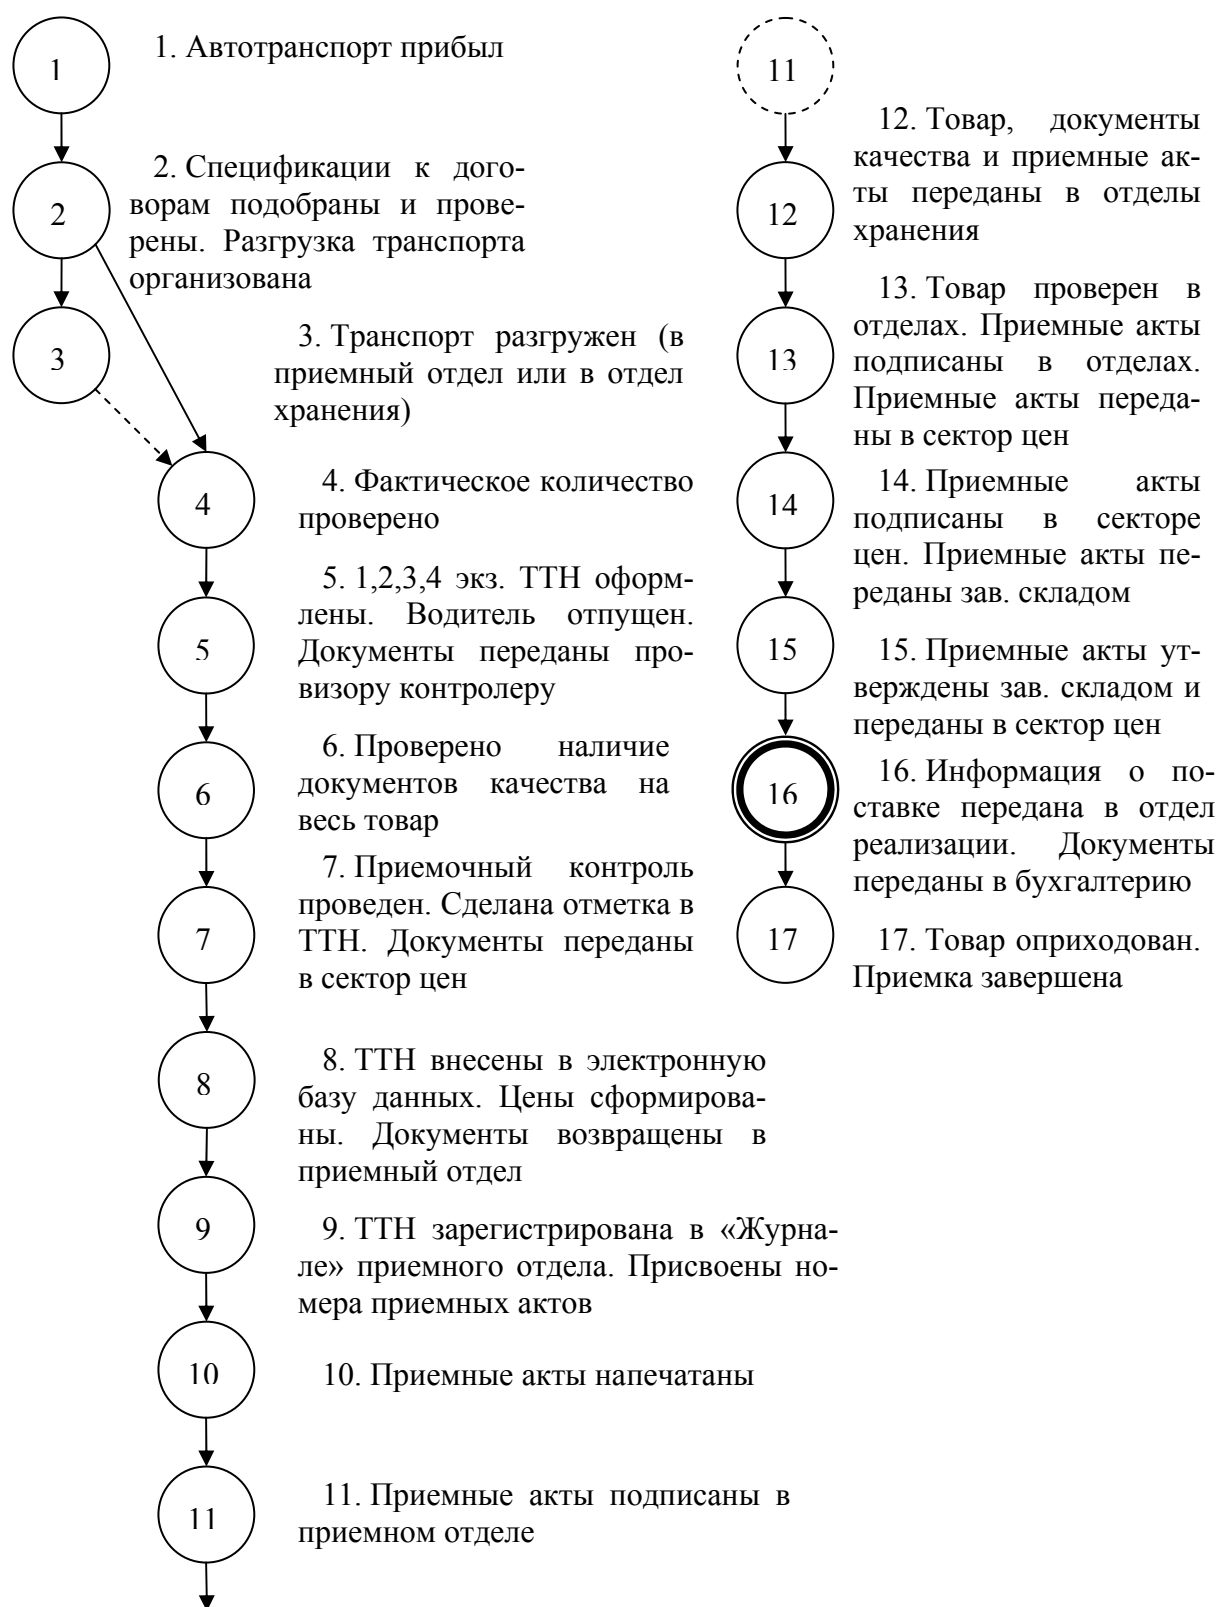 1
1. Автотранспорт прибыл
2
2. Спецификации к дого-
ворам подобраны и прове-
рены. Разгрузка транспорта
организована
3
3. Транспорт разгружен (в
приемный отдел или в отдел
хранения)
4
4. Фактическое количество
проверено
5
5. 1,2,3,4 экз. ТТН оформ-
лены. Водитель отпущен.
Документы переданы про-
визору контролеру
6
6. Проверено наличие
документов качества на
весь товар
7
7. Приемочный контроль
проведен. Сделана отметка в
ТТН. Документы переданы
в сектор цен
8
8. ТТН внесены в электронную
базу данных. Цены сформирова-
ны. Документы возвращены в
приемный отдел
9
9. ТТН зарегистрирована в «Журна-
ле» приемного отдела. Присвоены но-
мера приемных актов
10
10. Приемные акты напечатаны
11
11. Приемные акты подписаны в
приемном отделе
11
12
12. Товар, документы
качества и приемные ак-
ты переданы в отделы
хранения
13
13. Товар проверен в
отделах. Приемные акты
подписаны в отделах.
Приемные акты переда-
ны в сектор цен
14
14. Приемные акты
подписаны в секторе
цен. Приемные акты пе-
реданы зав. складом
15
15. Приемные акты ут-
верждены зав. складом и
переданы в сектор цен
16
16. Информация о по-
ставке передана в отдел
реализации. Документы
переданы в бухгалтерию
17
17. Товар оприходован.
Приемка завершена